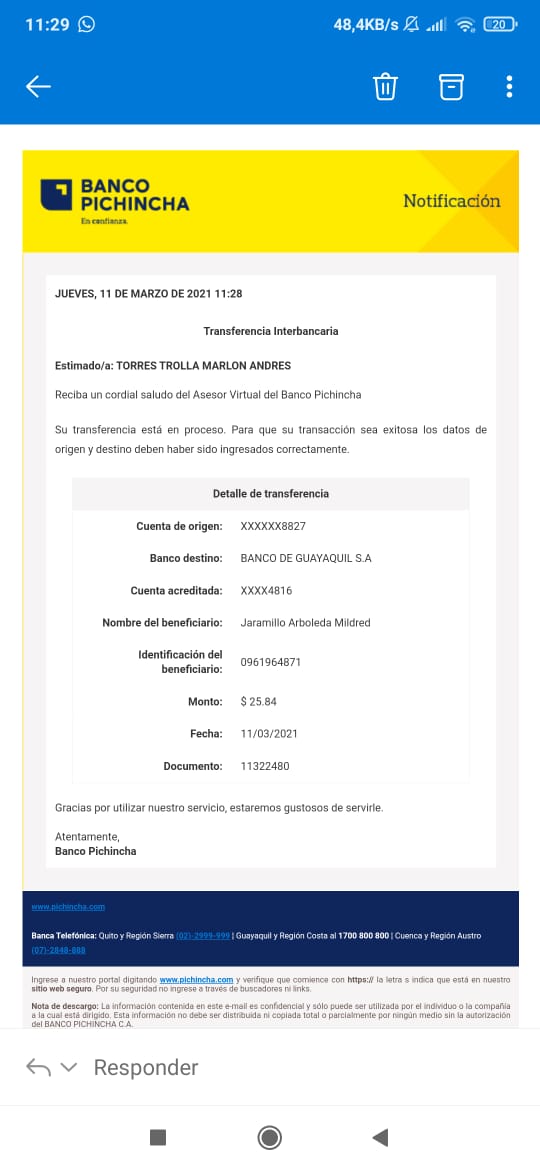 11:29
48,4KB/s
20
BANCO
PICHINCHA
En confianza.
Notificación
JUEVES, 11 DE MARZO DE 2021 11:28
Transferencia Interbancaria
Estimado/a: TORRES TROLLA MARLON ANDRES
Reciba un cordial saludo del Asesor Virtual del Banco Pichincha
Su transferencia está en proceso. Para que su transacción sea exitosa los datos de
origen y destino deben haber sido ingresados correctamente.
Detalle de transferencia
Cuenta de origen: XXXXXX8827
Banco destino: BANCO DE GUAYAQUIL S.A
Cuenta acreditada: XXXX4816
Nombre del beneficiario: Jaramillo Arboleda Mildred
Identificación del
beneficiario: 0961964871
Monto: $ 25.84
Fecha: 11/03/2021
Documento: 11322480
Gracias por utilizar nuestro servicio, estaremos gustosos de servirle.
Atentamente,
Banco Pichincha
www.pichincha.com
Banca Telefónica: Quito y Región Sierra (02)-2999-999 | Guayaquil y Región Costa al 1700 800 800 | Cuenca y Región Austro
(07)-2848-888
Ingrese a nuestro portal digitando www.pichincha.com y verifique que comience con https:// la letra s indica que está en nuestro
sitio web seguro. Por su seguridad no ingrese a través de buscadores ni links.
Nota de descargo: La información contenida en este e-mail es confidencial y sólo puede ser utilizada por el individuo o la compañía
a la cual está dirigido. Esta información no debe ser distribuida ni copiada total o parcialmente por ningún medio sin la autorización
del BANCO PICHINCHA C.A.
Responder